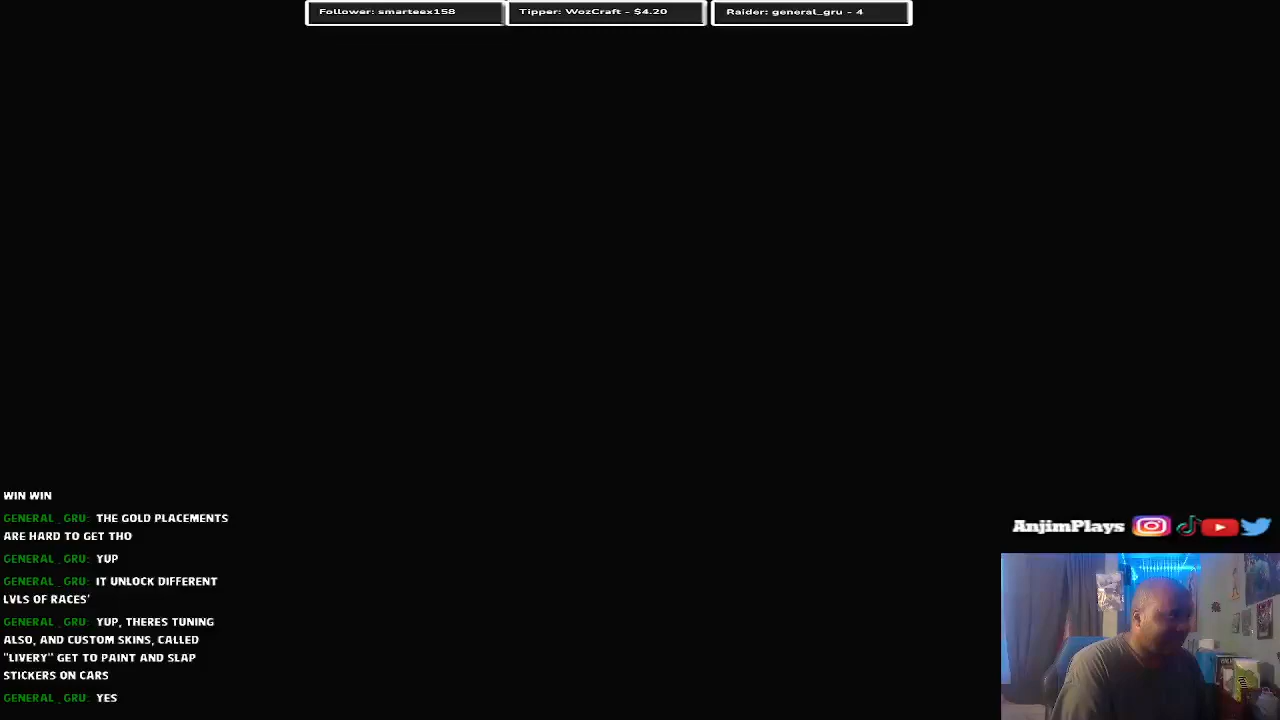 Follower: smarteex158
Tipper: WozCraft - $4.20
Raider: general_gru - 4
WIN WIN
GENERAL_GRU: THE GOLD PLACEMENTS
ARE HARD TO GET THO
GENERAL_GRU: YUP
GENERAL_GRU: IT UNLOCK DIFFERENT
LVLS OF RACES'
GENERAL_GRU: YUP, THERES TUNING
ALSO, AND CUSTOM SKINS, CALLED
"LIVERY" GET TO PAINT AND SLAP
STICKERS ON CARS
GENERAL_GRU: YES
AnjimPlays